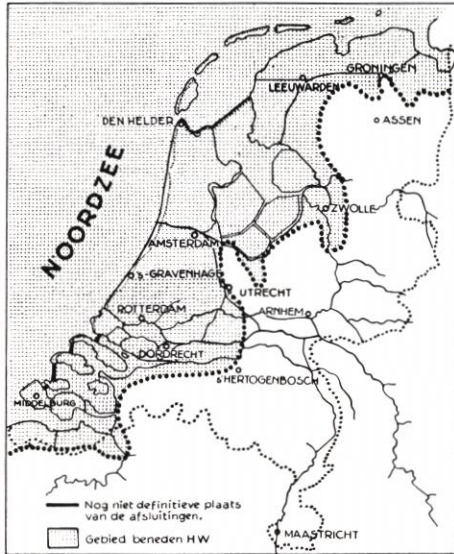 GRONINGEN
LEEUWARDEN
ASSEN
DEN HELDER
NOORDZEE
ZWOLLE
AMSTERDAM
'S-GRAVENHAGE
UTRECHT
ROTTERDAM
ARNHEM
DORDRECHT
'S HERTOGENBOSCH
MIDDELBURG
Nog niet definitieve plaats
van de afsluitingen.
Gebied beneden HW
MAASTRICHT